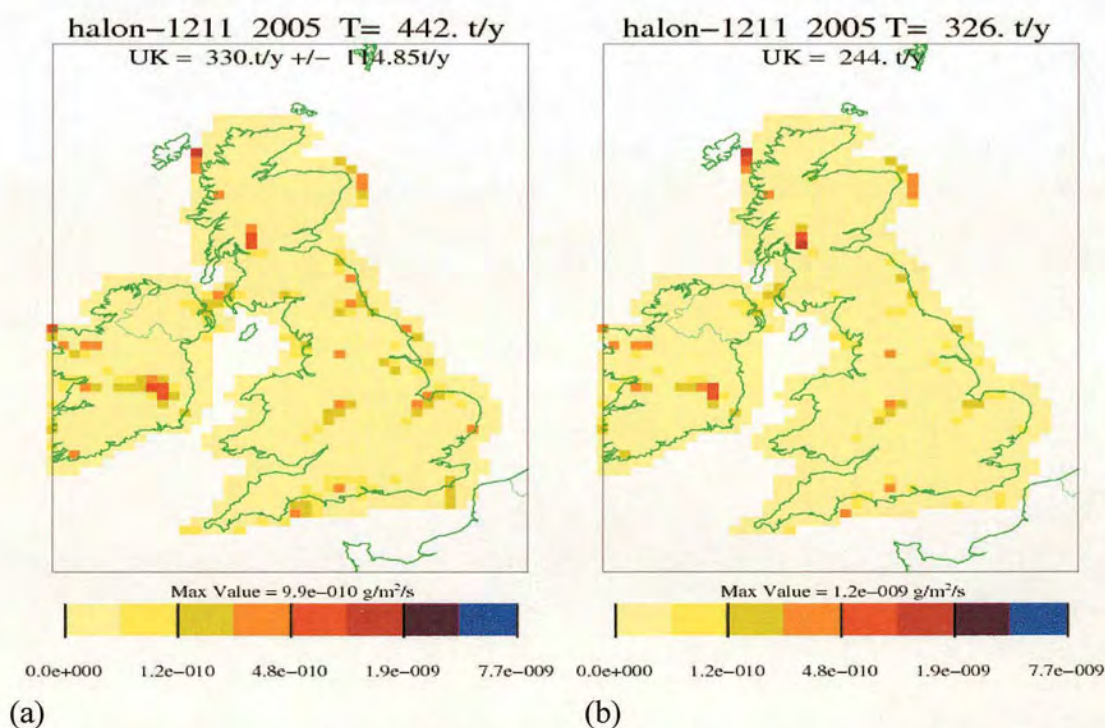 halon-1211 2005 T= 442. t/y
UK = 330.t/y +/- 114.85t/y
Max Value = 9.9e-010 g/m²/s
0.0e+000 1.2e-010 4.8e-010 1.9e-009 7.7e-009
(a)
halon-1211 2005 T= 326. t/y
UK = 244. t/y
Max Value = 1.2e-009 g/m²/s
0.0e+000 1.2e-010 4.8e-010 1.9e-009 7.7e-009
(b)